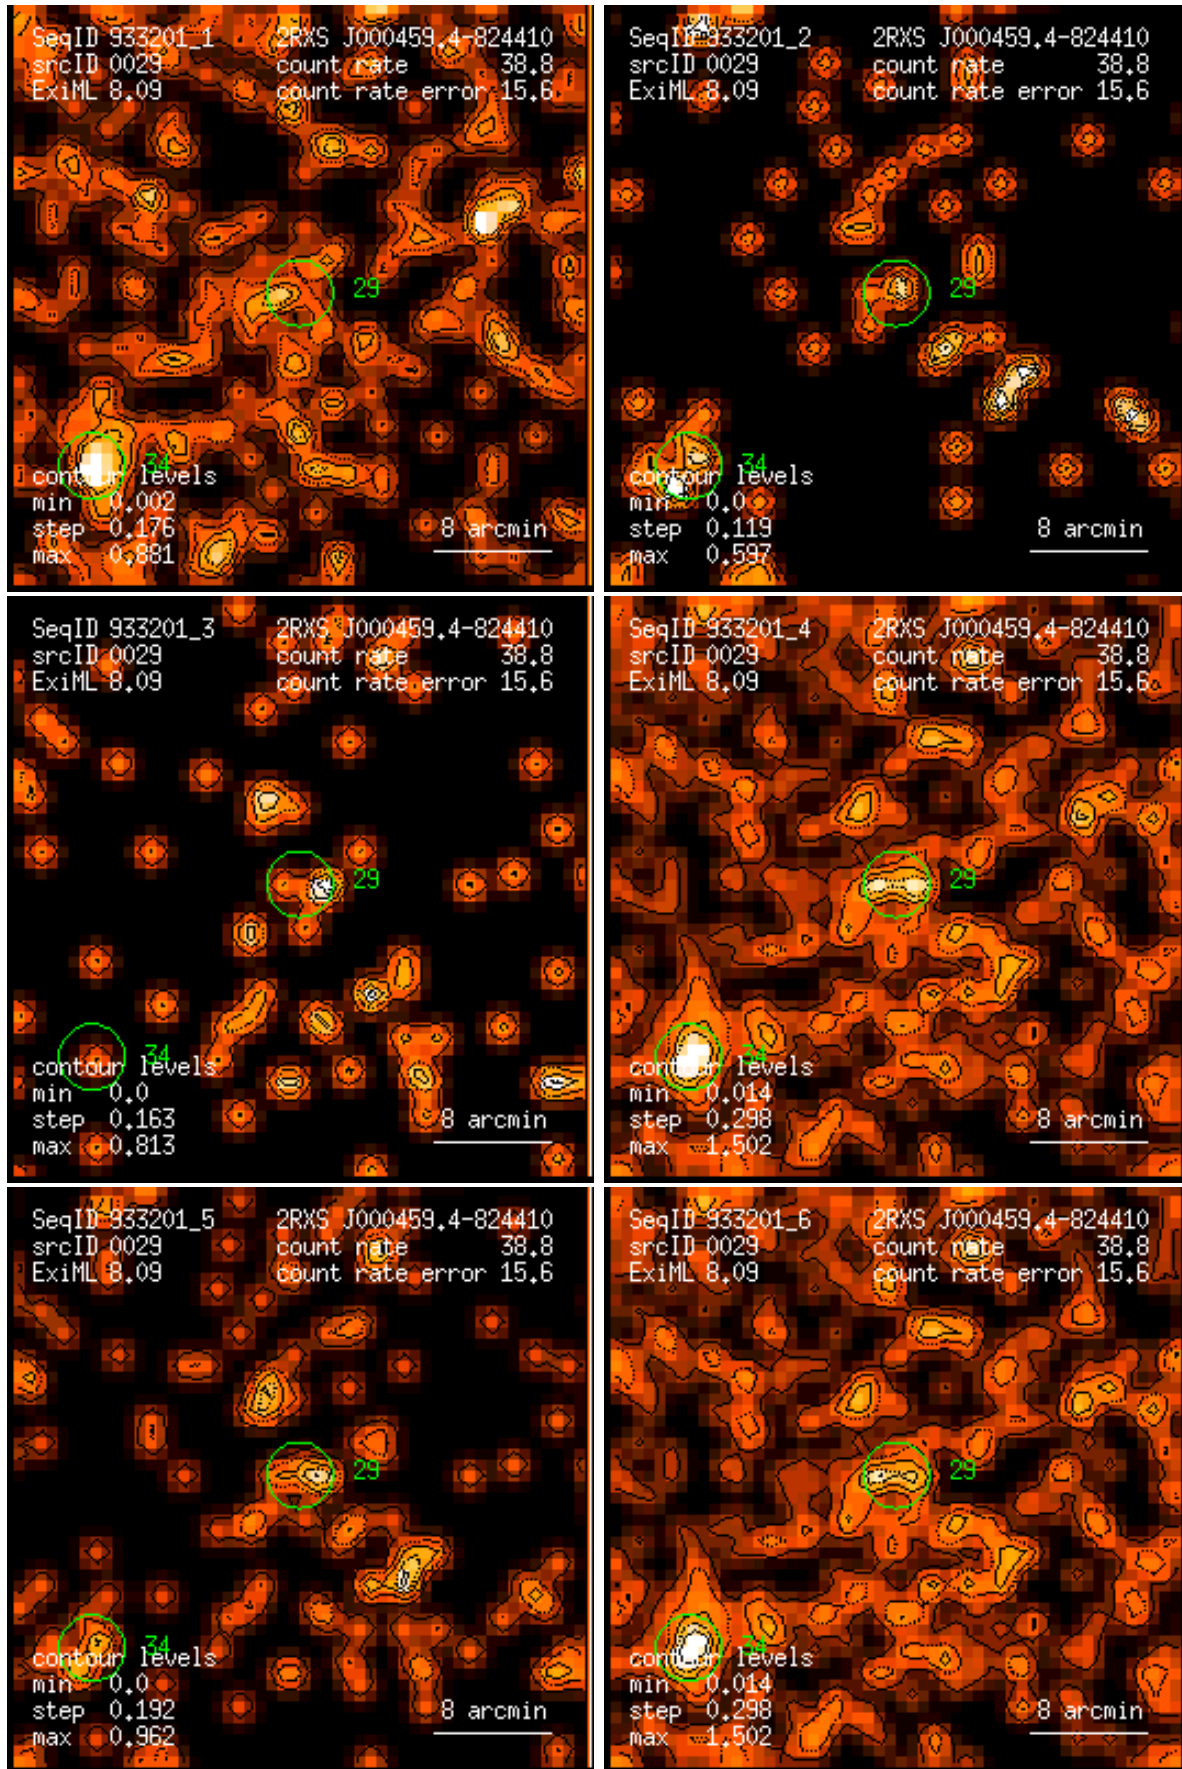 SeqID 933201_1 2RXS J000459.4-824410
srcID 0029 count rate 38.8
ExiML 8.09 count rate error 15.6
29
34
contour levels
min 0.002
step 0.176
max 0.881
8 arcmin
SeqID 933201_2 2RXS J000459.4-824410
srcID 0029 count rate 38.8
ExiML 8.09 count rate error 15.6
29
34
contour levels
min 0.0
step 0.119
max 0.597
8 arcmin
SeqID 933201_3 2RXS J000459.4-824410
srcID 0029 count rate 38.8
ExiML 8.09 count rate error 15.6
29
34
contour levels
min 0.0
step 0.163
max 0.813
8 arcmin
SeqID 933201_4 2RXS J000459.4-824410
srcID 0029 count rate 38.8
ExiML 8.09 count rate error 15.6
29
34
contour levels
min 0.014
step 0.298
max 1.502
8 arcmin
SeqID 933201_5 2RXS J000459.4-824410
srcID 0029 count rate 38.8
ExiML 8.09 count rate error 15.6
29
34
contour levels
min 0.0
step 0.192
max 0.962
8 arcmin
SeqID 933201_6 2RXS J000459.4-824410
srcID 0029 count rate 38.8
ExiML 8.09 count rate error 15.6
29
34
contour levels
min 0.014
step 0.298
max 1.502
8 arcmin